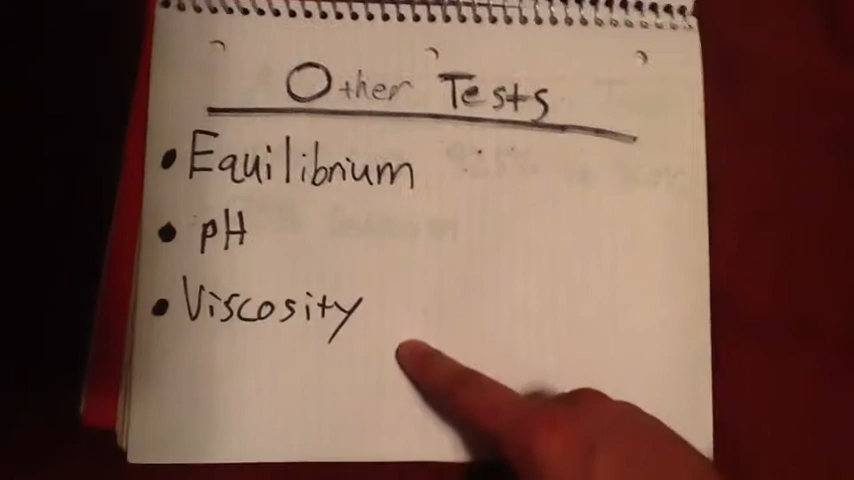 Other Tests
• Equilibrium
• pH
• Viscosity